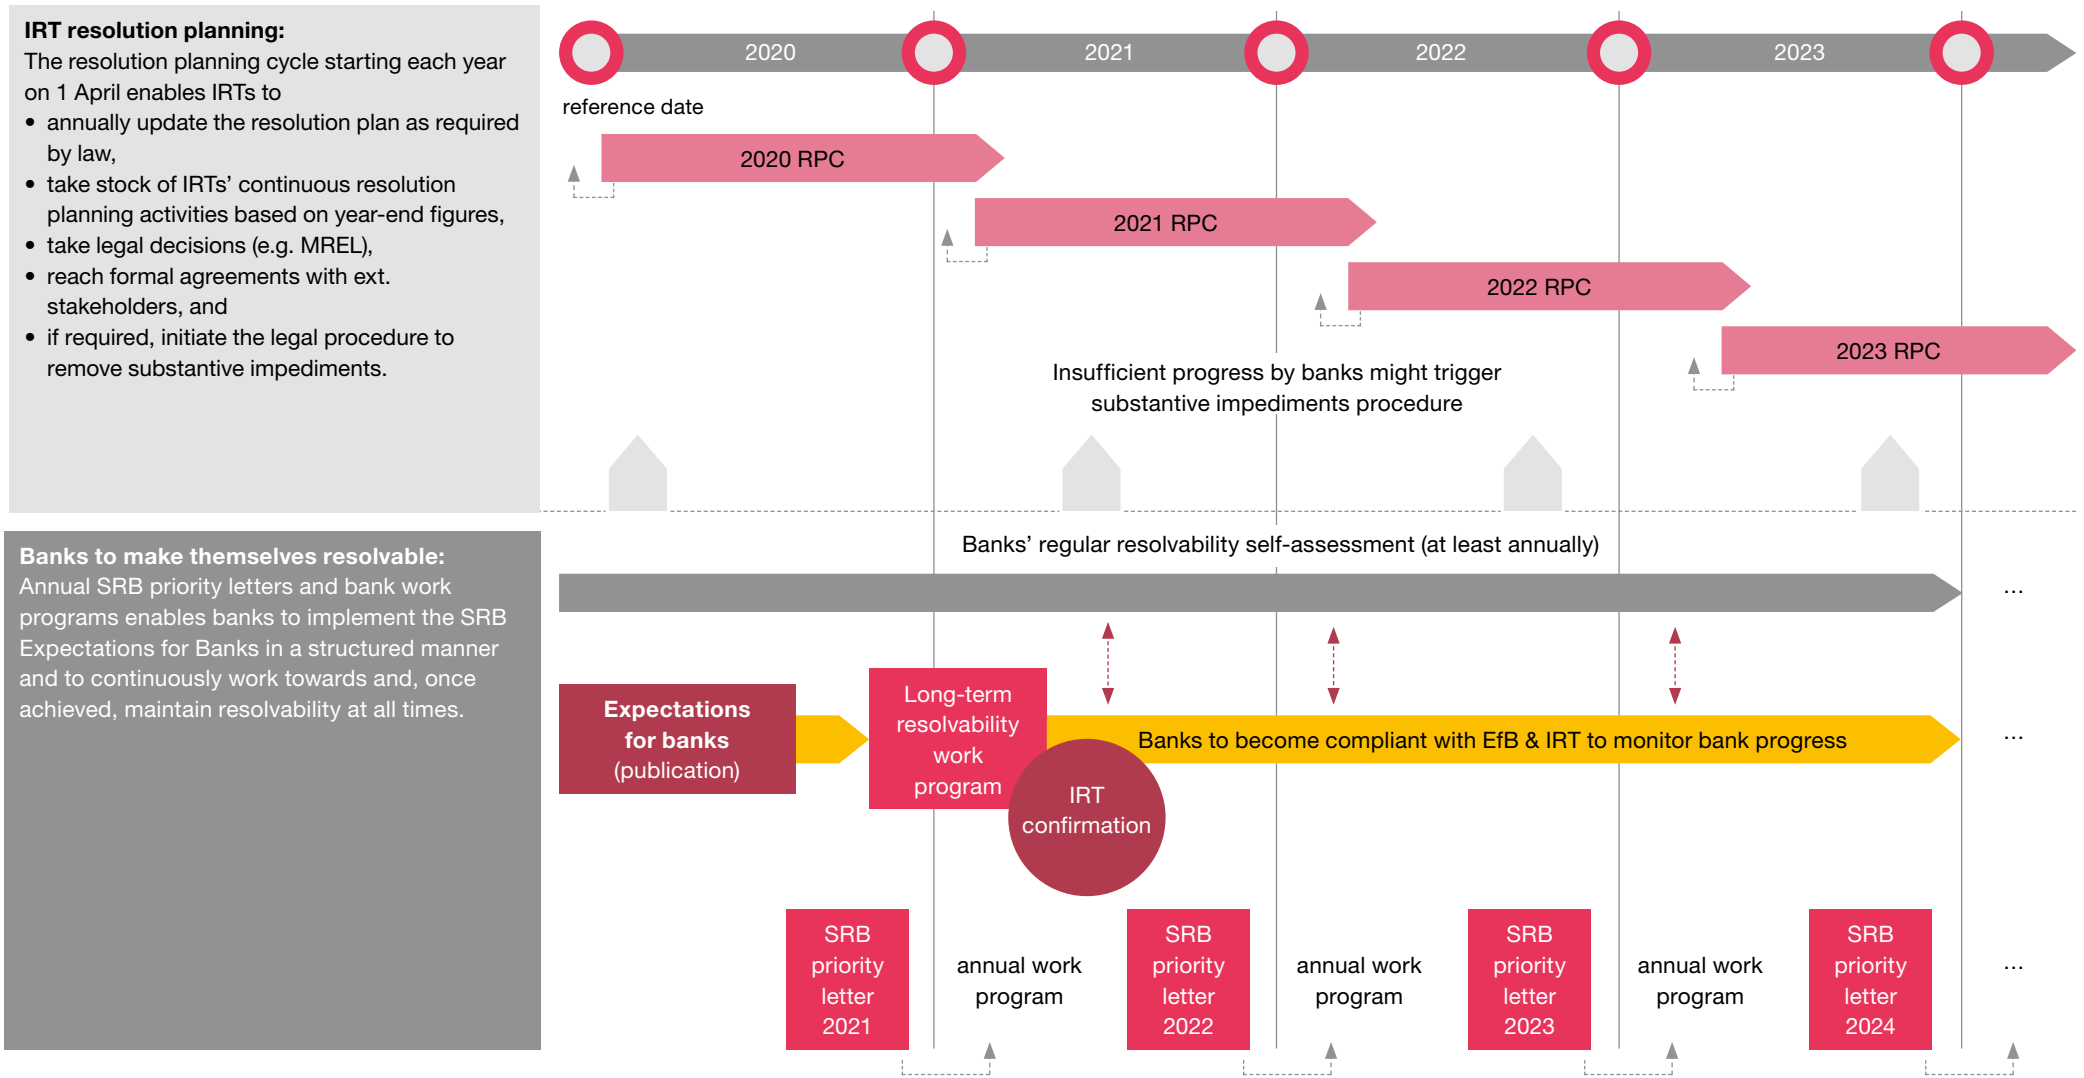 IRT resolution planning:
The resolution planning cycle starting each year
on 1 April enables IRTs to
• annually update the resolution plan as required
by law,
• take stock of IRTs’ continuous resolution
planning activities based on year-end figures,
• take legal decisions (e.g. MREL),
• reach formal agreements with ext.
stakeholders, and
• if required, initiate the legal procedure to
remove substantive impediments.
2020
2021
2022
2023
reference date
2020 RPC
2021 RPC
2022 RPC
2023 RPC
Insufficient progress by banks might trigger
substantive impediments procedure
Banks to make themselves resolvable:
Annual SRB priority letters and bank work
programs enables banks to implement the SRB
Expectations for Banks in a structured manner
and to continuously work towards and, once
achieved, maintain resolvability at all times.
Banks’ regular resolvability self-assessment (at least annually)
...
Expectations
for banks
(publication)
Long-term
resolvability
work
program
IRT
confirmation
Banks to become compliant with EfB & IRT to monitor bank progress
...
SRB
priority
letter
2021
annual work
program
SRB
priority
letter
2022
annual work
program
SRB
priority
letter
2023
annual work
program
SRB
priority
letter
2024
...